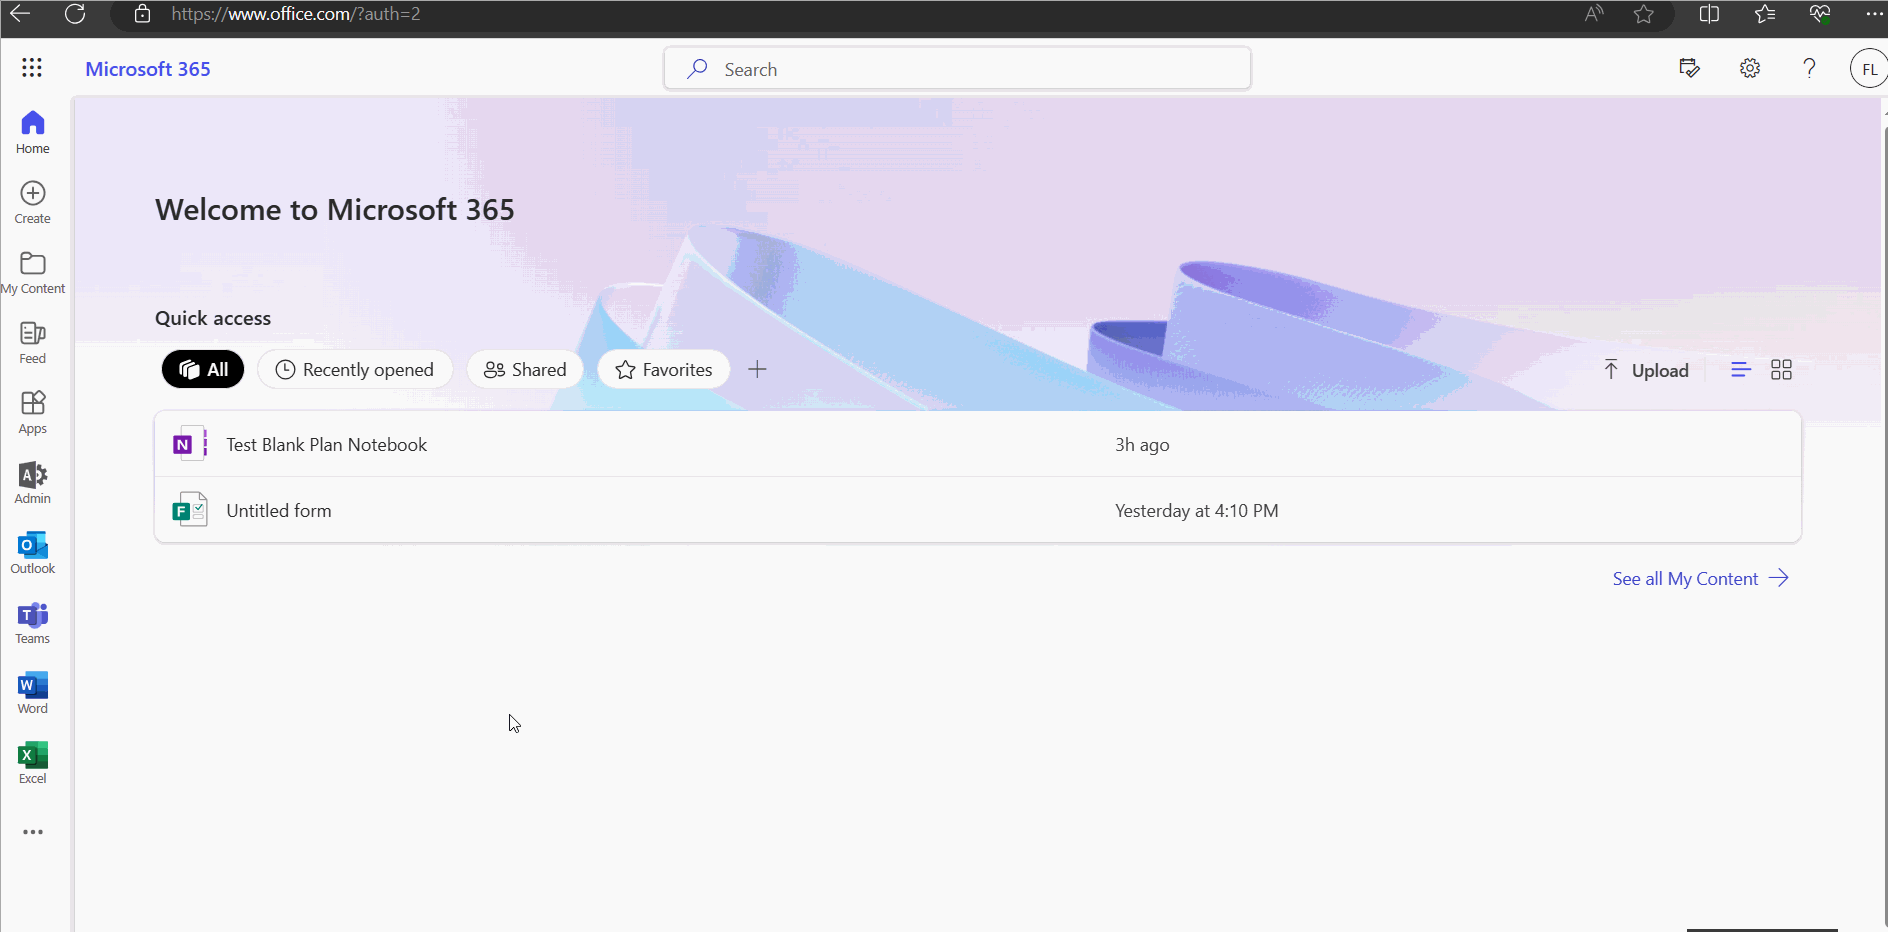 https://www.office.com/?auth=2
Microsoft 365
Search
FL
Home
Create
My Content
Feed
Apps
Admin
Outlook
Teams
Word
Excel
Welcome to Microsoft 365
Quick access
All
Recently opened
Shared
Favorites
Upload
Test Blank Plan Notebook 3h ago
Untitled form Yesterday at 4:10 PM
See all My Content